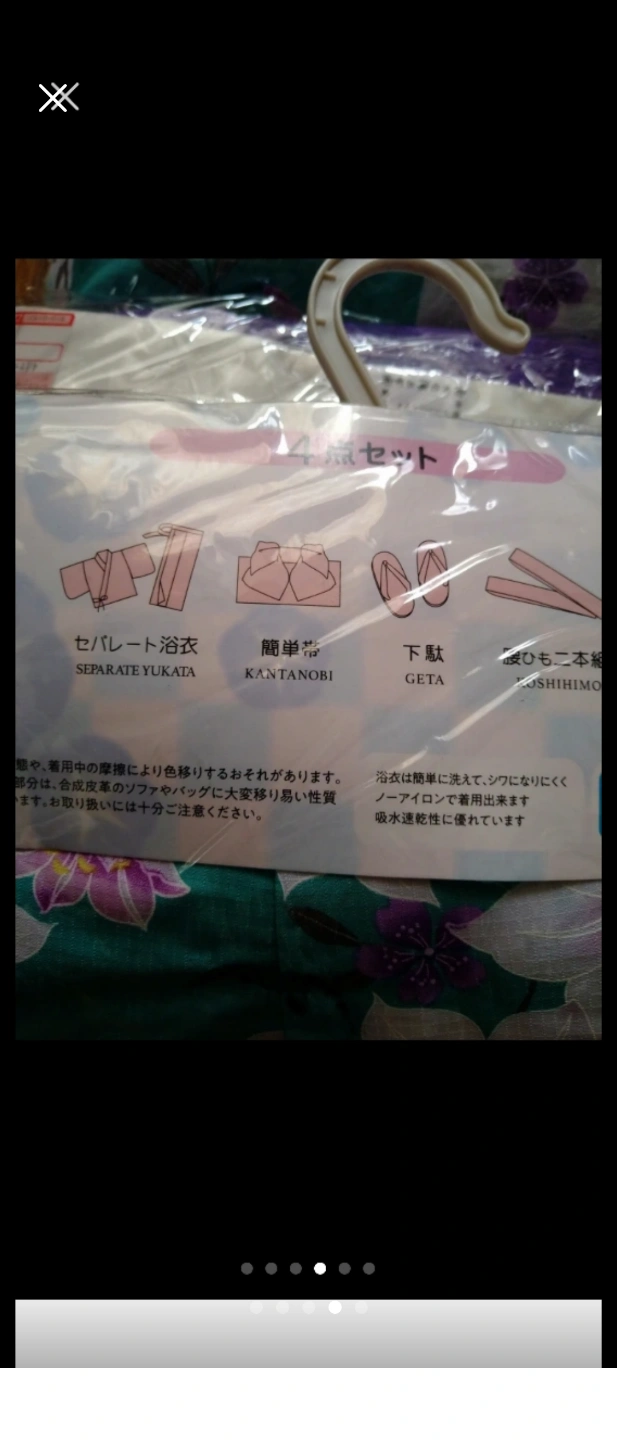 4点セット
セパレート浴衣
SEPARATE YUKATA
簡単帯
KANTANOBI
下駄
GETA
腰ひも二本組
KOSHIHIMO
態や、着用中の摩擦により色移りするおそれがあります。
部分は、合成皮革のソファやバッグに大変移り易い性質
います。お取り扱いには十分ご注意ください。
浴衣は簡単に洗えて、シワになりにくく
ノーアイロンで着用出来ます
吸水速乾性に優れています